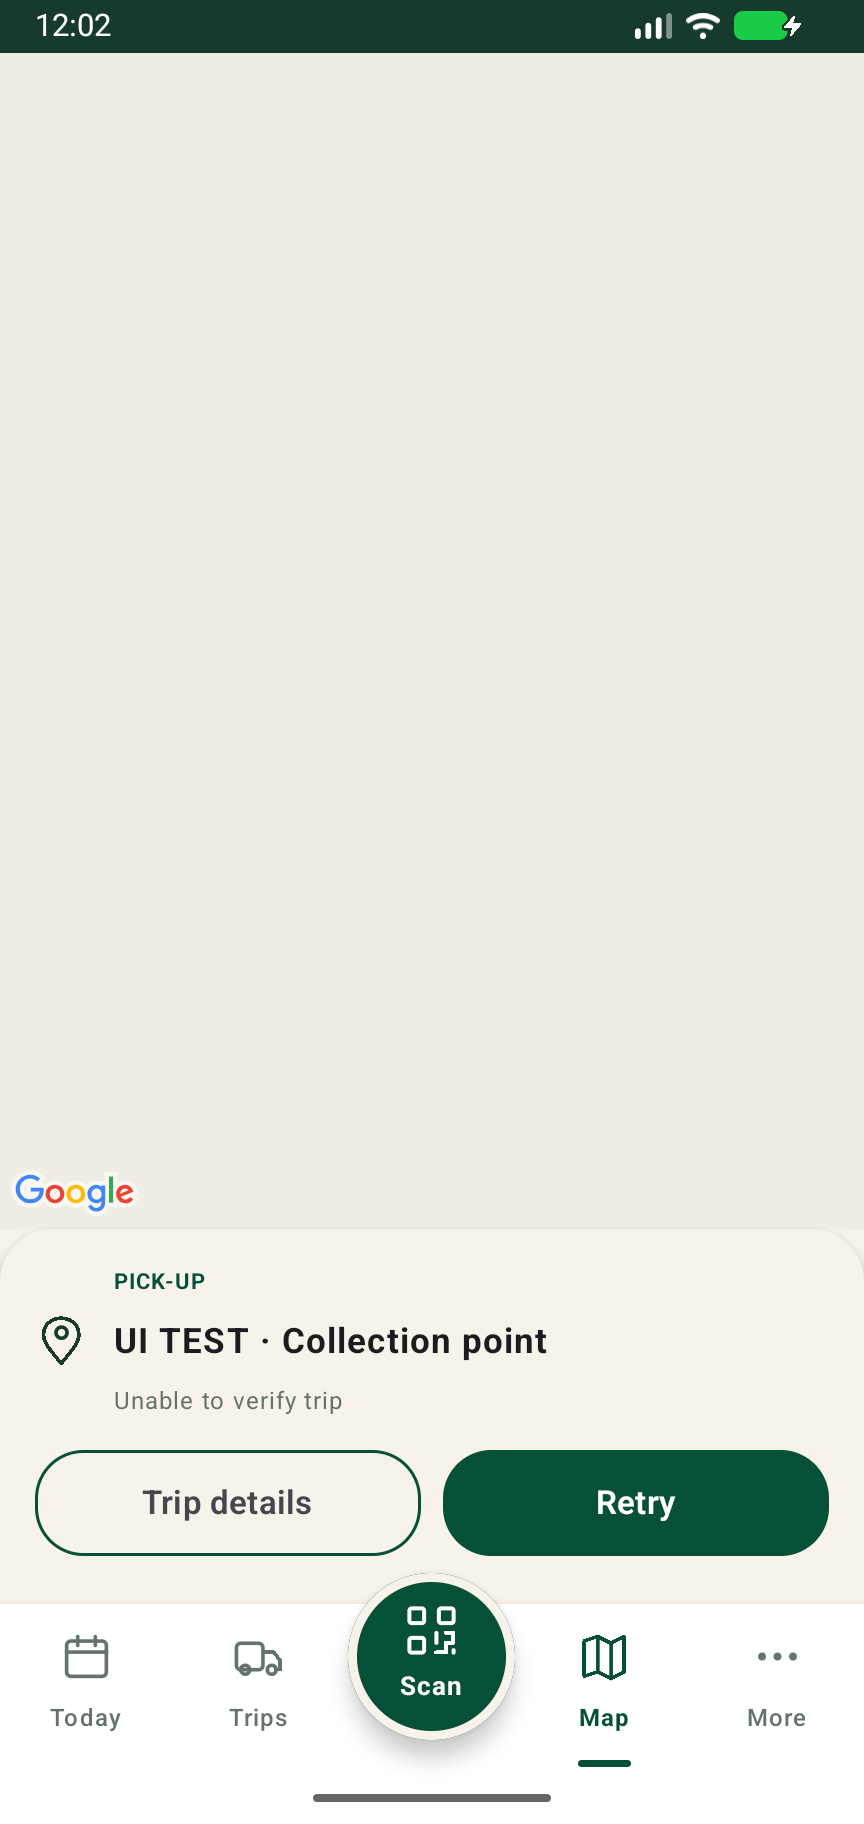 12:02
Google
PICK-UP
UI TEST · Collection point
Unable to verify trip
Trip details
Retry
Scan
Today
Trips
Map
More